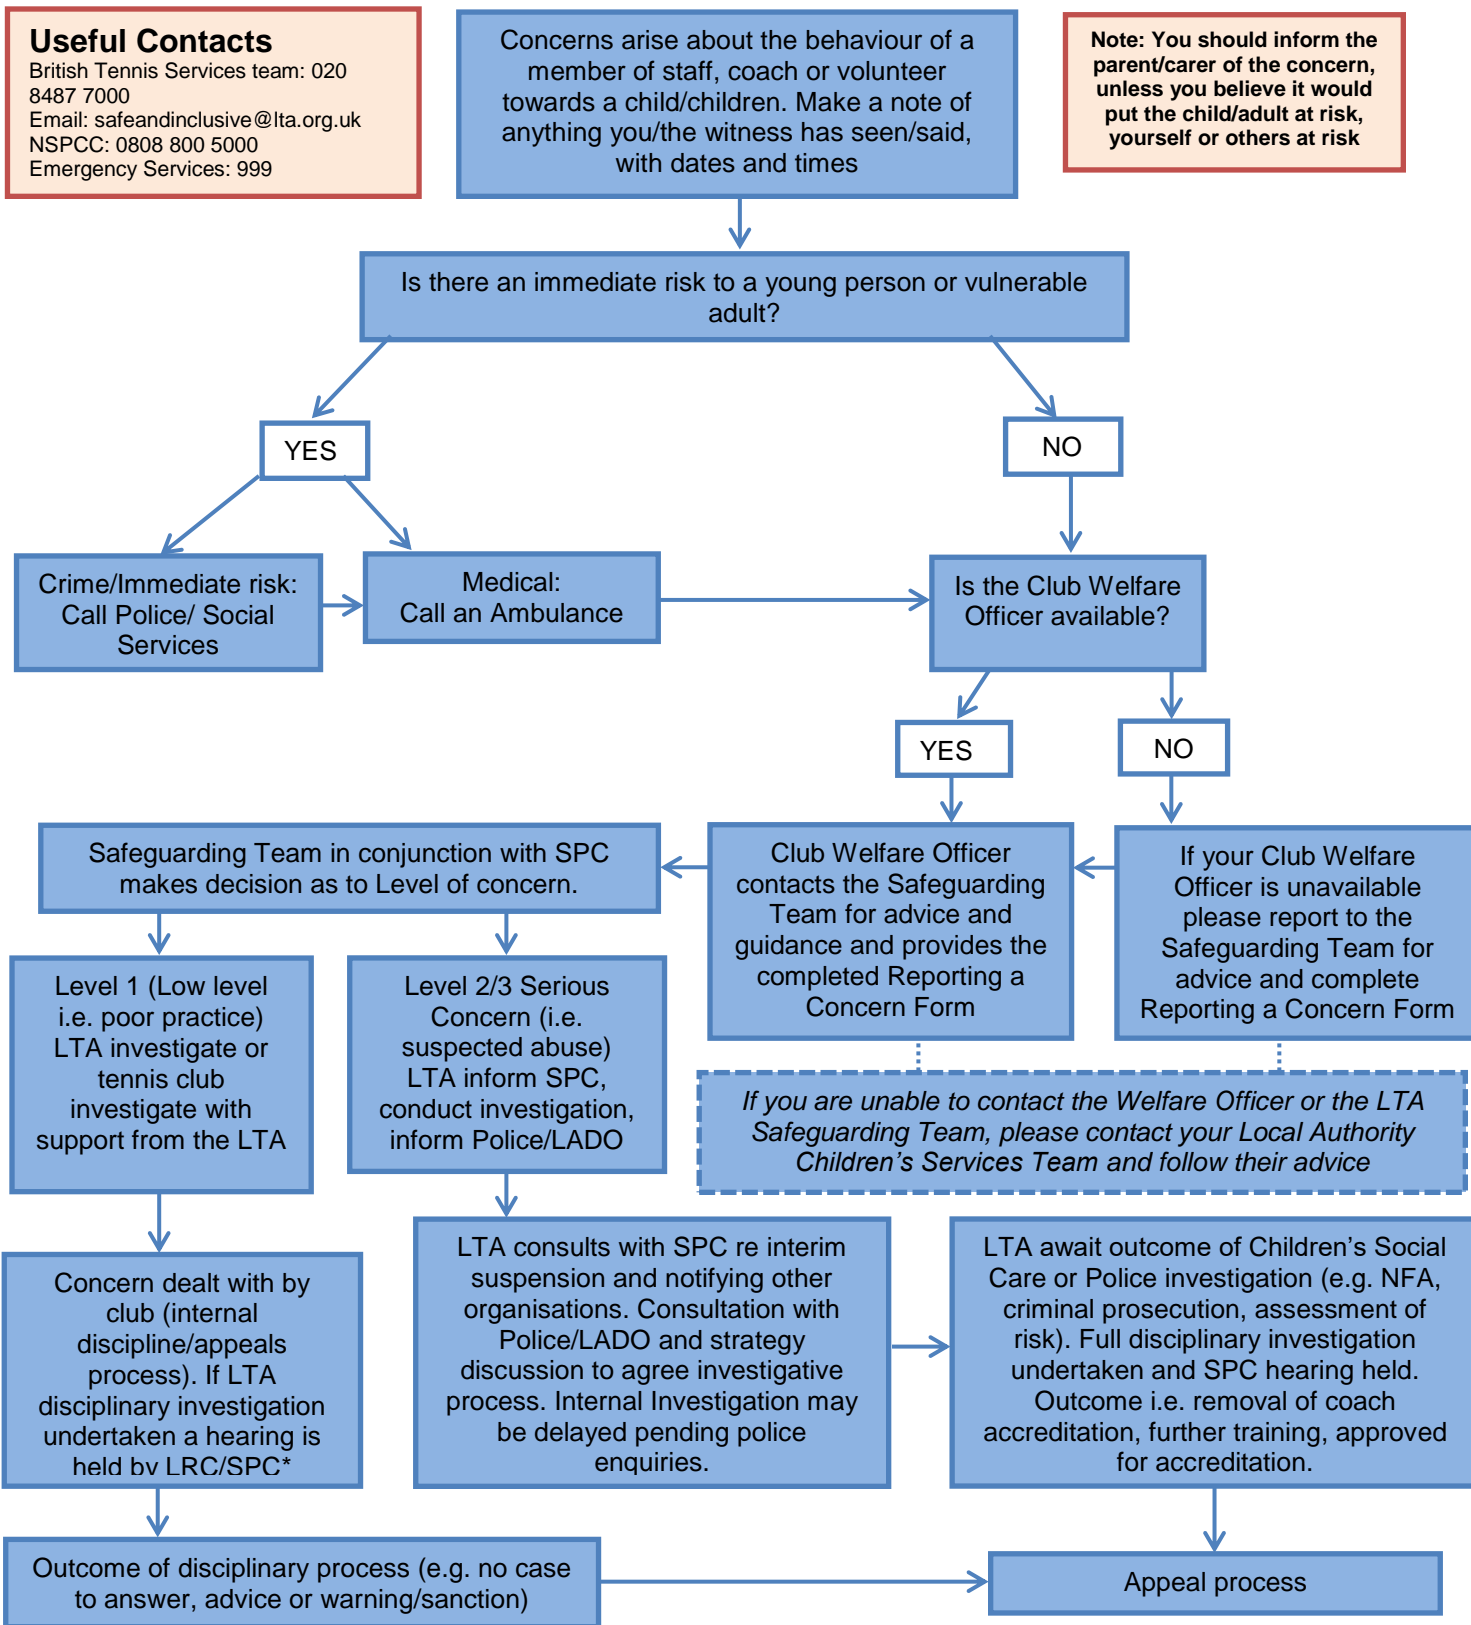 Useful Contacts
British Tennis Services team: 020
8487 7000
Email: safeandinclusive@lta.org.uk
NSPCC: 0808 800 5000
Emergency Services: 999
Concerns arise about the behaviour of a
member of staff, coach or volunteer
towards a child/children. Make a note of
anything you/the witness has seen/said,
with dates and times
Note: You should inform the
parent/carer of the concern,
unless you believe it would
put the child/adult at risk,
yourself or others at risk
Is there an immediate risk to a young person or vulnerable
adult?
YES
NO
Crime/Immediate risk:
Call Police/ Social
Services
Medical:
Call an Ambulance
Is the Club Welfare
Officer available?
YES
NO
Safeguarding Team in conjunction with SPC
makes decision as to Level of concern.
Club Welfare Officer
contacts the Safeguarding
Team for advice and
guidance and provides the
completed Reporting a
Concern Form
If your Club Welfare
Officer is unavailable
please report to the
Safeguarding Team for
advice and complete
Reporting a Concern Form
Level 1 (Low level
i.e. poor practice)
LTA investigate or
tennis club
investigate with
support from the LTA
Level 2/3 Serious
Concern (i.e.
suspected abuse)
LTA inform SPC,
conduct investigation,
inform Police/LADO
If you are unable to contact the Welfare Officer or the LTA
Safeguarding Team, please contact your Local Authority
Children’s Services Team and follow their advice
Concern dealt with by
club (internal
discipline/appeals
process). If LTA
disciplinary investigation
undertaken a hearing is
held by LRC/SPC*
LTA consults with SPC re interim
suspension and notifying other
organisations. Consultation with
Police/LADO and strategy
discussion to agree investigative
process. Internal Investigation may
be delayed pending police
enquiries.
LTA await outcome of Children’s Social
Care or Police investigation (e.g. NFA,
criminal prosecution, assessment of
risk). Full disciplinary investigation
undertaken and SPC hearing held.
Outcome i.e. removal of coach
accreditation, further training, approved
for accreditation.
Outcome of disciplinary process (e.g. no case
to answer, advice or warning/sanction)
Appeal process